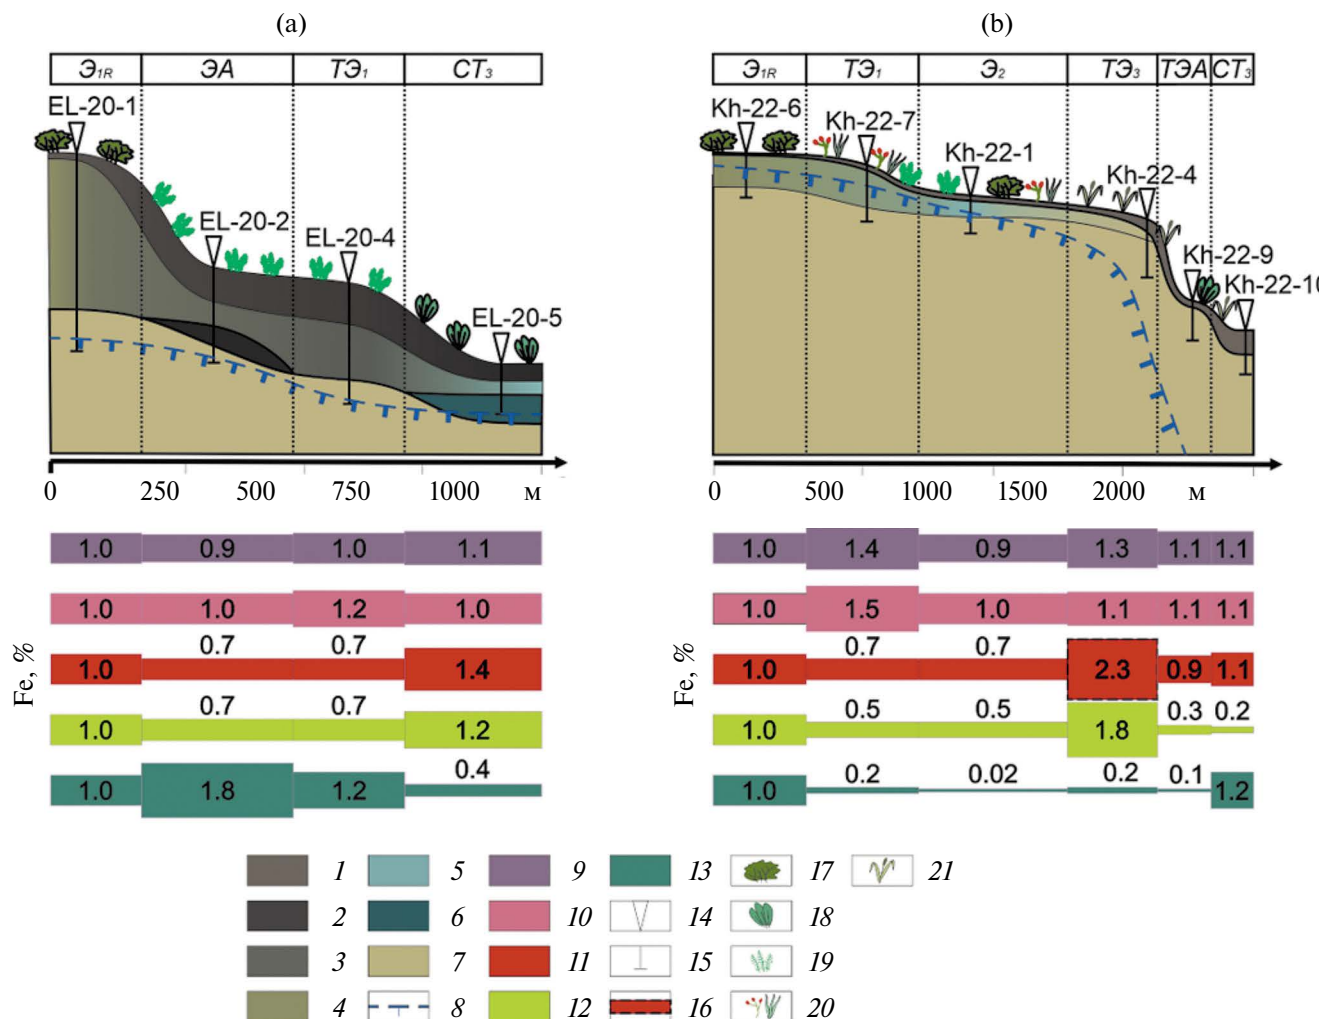 (a)
(b)
Э1R ЭА ТЭ1 СТ3
Э1R ТЭ1 Э2 ТЭ3 ТЭА СТ3
EL-20-1
EL-20-2
EL-20-4
EL-20-5
Kh-22-6
Kh-22-7
Kh-22-1
Kh-22-4
Kh-22-9
Kh-22-10
0 250 500 750 1000 м
0 500 1000 1500 2000 м
Fe, %
1.0 0.9 1.0 1.1
1.0 1.0 1.2 1.0
1.0 0.7 0.7 1.4
1.0 0.7 0.7 1.2
1.0 1.8 1.2 0.4
Fe, %
1.0 1.4 0.9 1.3 1.1 1.1
1.0 1.5 1.0 1.1 1.1 1.1
1.0 0.7 0.7 2.3 0.9 1.1
1.0 0.5 0.5 1.8 0.3 0.2
1.0 0.2 0.02 0.2 0.1 1.2
1 5 9 13 17 21
2 6 10 14 18
3 7 11 15 19
4 8 12 16 20